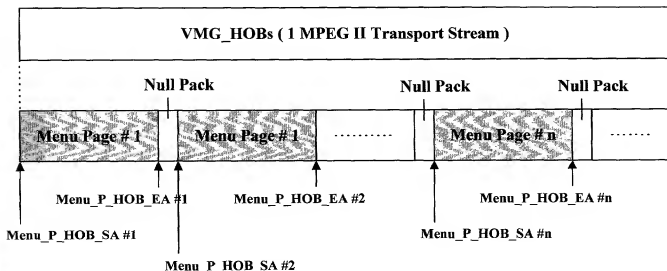 VMG_HOBs ( 1 MPEG II Transport Stream )
Null Pack Null Pack Null Pack
Menu Page # 1 Menu Page # 1 .......... Menu Page # n ......
Menu_P_HOB_EA #1 Menu_P_HOB_EA #2 Menu_P_HOB_EA #n
Menu_P_HOB_SA #1 Menu_P_HOB_SA #n
Menu_P_HOB_SA #2